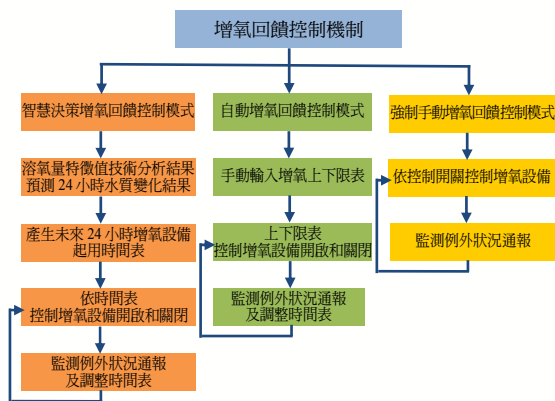 增氧回饋控制機制
智慧決策增氧回饋控制模式
溶氧量特徵值技術分析結果
預測 24 小時水質變化結果
產生未來 24 小時增氧設備
起用時間表
依時間表
控制增氧設備開啟和關閉
監測例外狀況通報
及調整時間表
自動增氧回饋控制模式
手動輸入增氧上下限表
上下限表
控制增氧設備開啟和關閉
監測例外狀況通報
及調整時間表
強制手動增氧回饋控制模式
依控制開關控制增氧設備
監測例外狀況通報